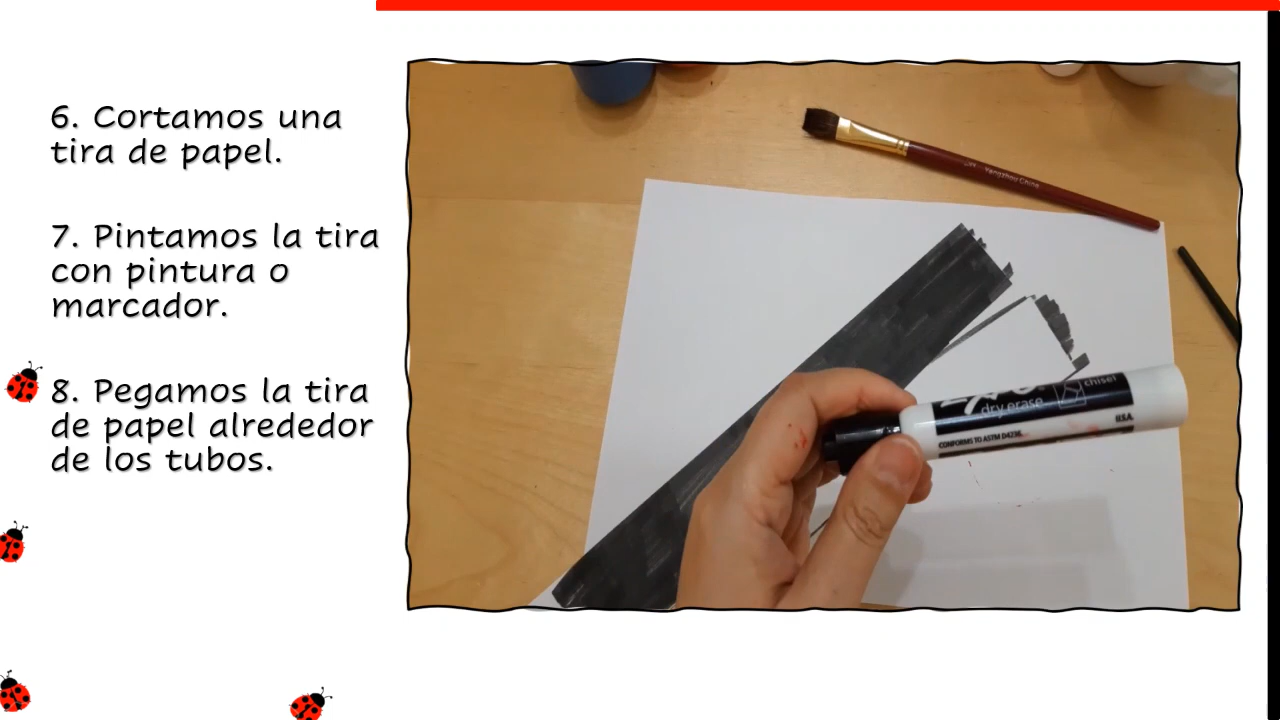 6. Cortamos una
tira de papel.
7. Pintamos la tira
con pintura o
marcador.
8. Pegamos la tira
de papel alrededor
de los tubos.
Yangzhou China
dry erase
chisel
U.S.A.
CONFORMS TO ASTM D4236